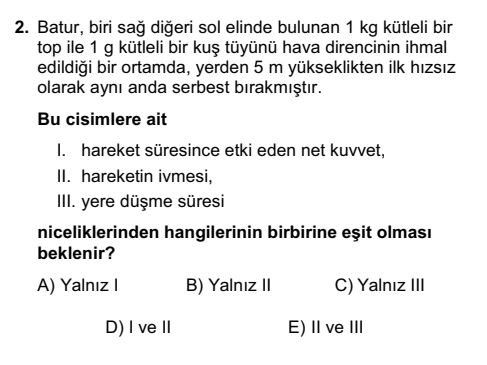 2. Batur, biri sağ diğeri sol elinde bulunan 1 kg kütleli bir
top ile 1 g kütleli bir kuş tüyünü hava direncinin ihmal
edildiği bir ortamda, yerden 5 m yükseklikten ilk hızsız
olarak aynı anda serbest bırakmıştır.
Bu cisimlere ait
I. hareket süresince etki eden net kuvvet,
II. hareketin ivmesi,
III. yere düşme süresi
niceliklerinden hangilerinin birbirine eşit olması
beklenir?
A) Yalnız I B) Yalnız II C) Yalnız III
D) I ve II E) II ve III